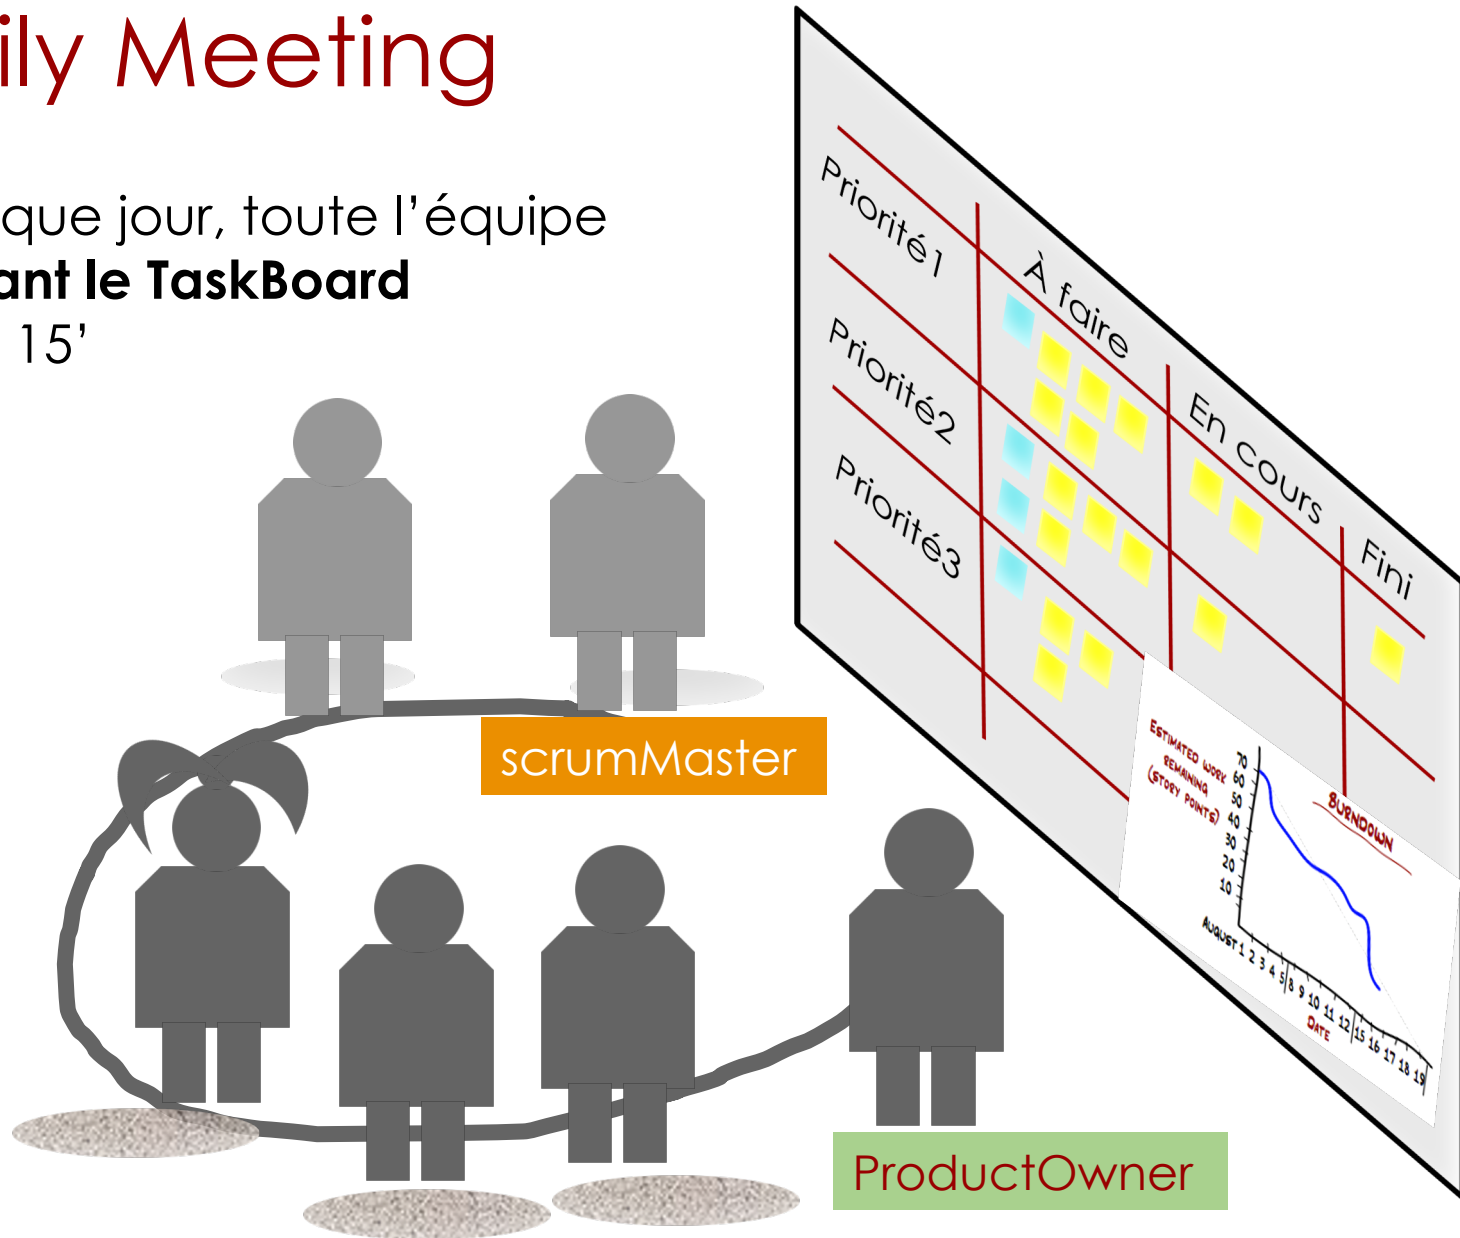 ily Meeting
que jour, toute l’équipe
ant le TaskBoard
15’
Priorité1
À faire
Priorité2
En cours
Priorité3
Fini
scrumMaster
ESTIMATED WORK
REMAINING
(STORY POINTS)
70
60
50
40
30
20
10
BURNDOWN
AUGUST 1 2 3 4 5 8 9 10 11 12 15 16 17 18 19
DATE
ProductOwner